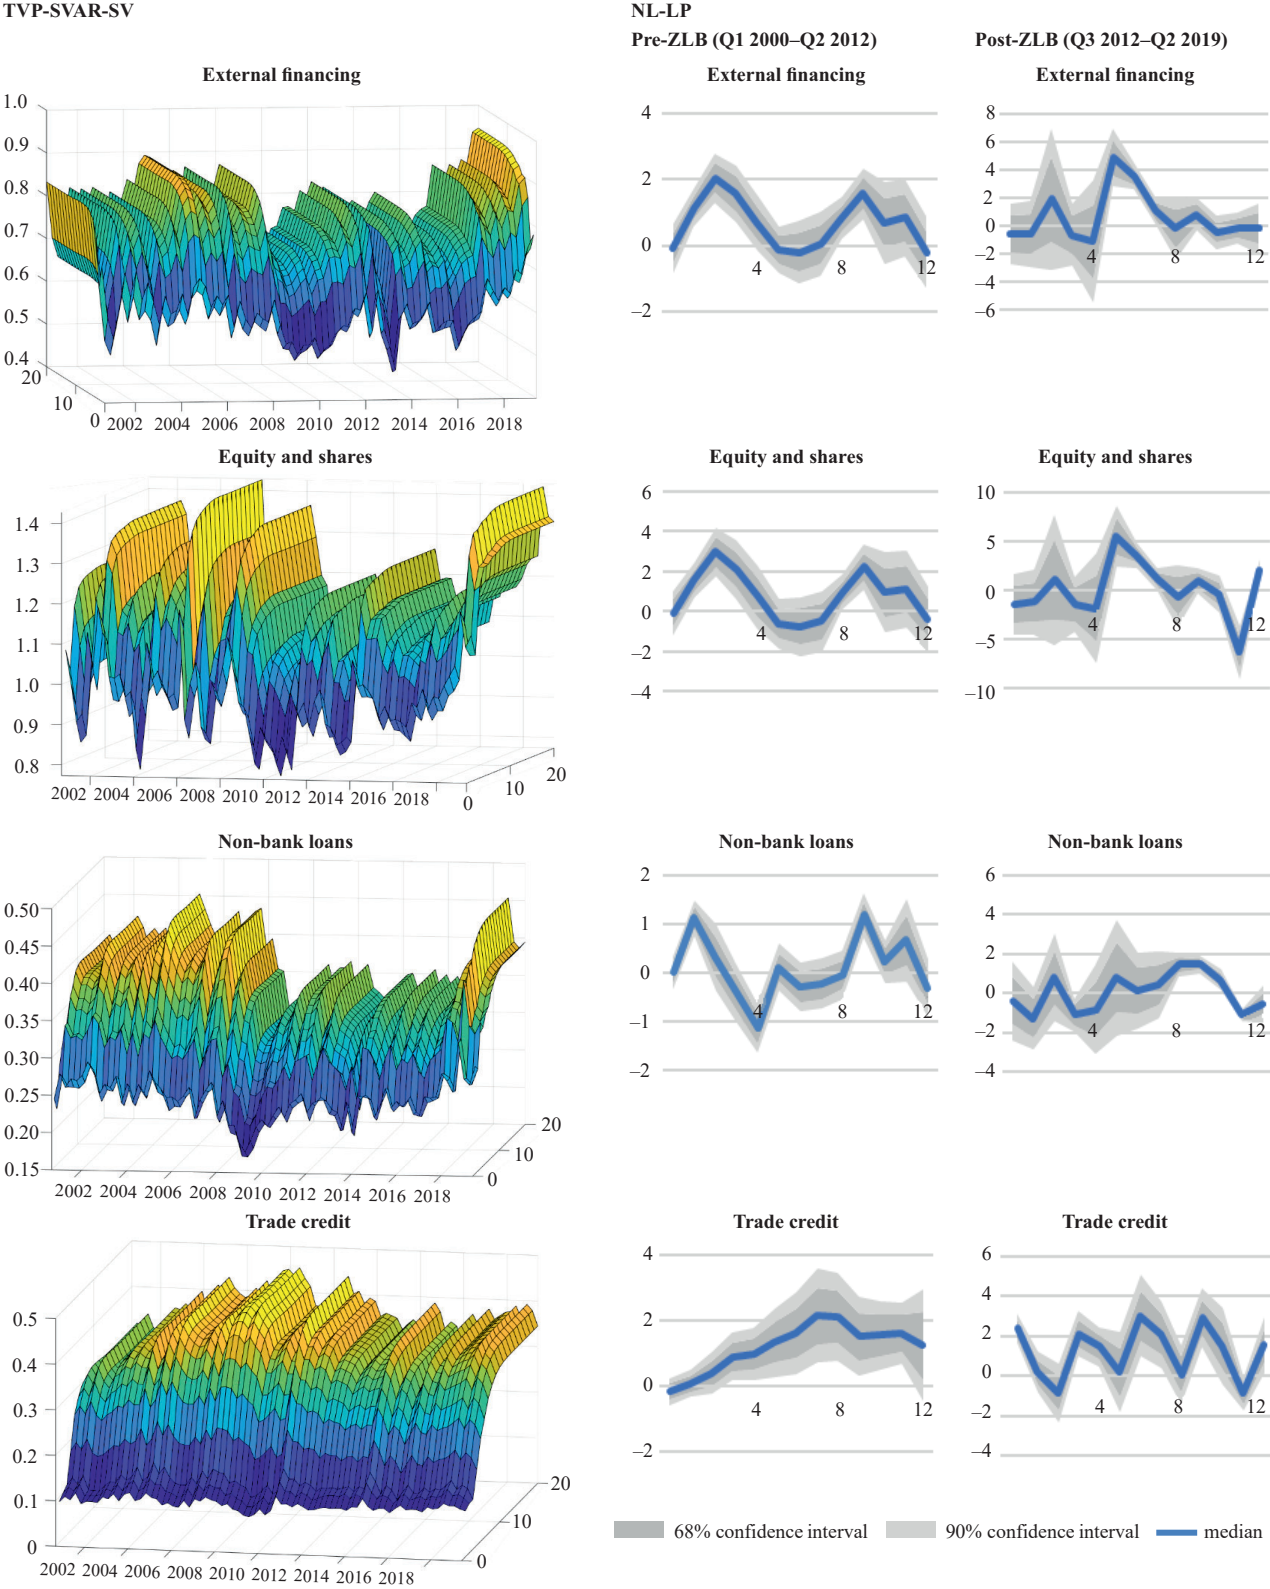 TVP-SVAR-SV
NL-LP
Pre-ZLB (Q1 2000–Q2 2012)
Post-ZLB (Q3 2012–Q2 2019)
External financing
1.0
0.9
0.8
0.7
0.6
0.5
0.4
20
10
0
2002 2004 2006 2008 2010 2012 2014 2016 2018
External financing
4
2
0
–2
4 8 12
External financing
8
6
4
2
0
–2
–4
–6
4 8 12
Equity and shares
1.4
1.3
1.2
1.1
1.0
0.9
0.8
2002 2004 2006 2008 2010 2012 2014 2016 2018
0
10
20
Equity and shares
6
4
2
0
–2
–4
4 8 12
Equity and shares
10
5
0
–5
–10
4 8 12
Non-bank loans
0.50
0.45
0.40
0.35
0.30
0.25
0.20
0.15
2002 2004 2006 2008 2010 2012 2014 2016 2018
0
10
20
Non-bank loans
2
1
0
–1
–2
4 8 12
Non-bank loans
6
4
2
0
–2
–4
4 8 12
Trade credit
0.5
0.4
0.3
0.2
0.1
0
2002 2004 2006 2008 2010 2012 2014 2016 2018
0
10
20
Trade credit
4
2
0
–2
4 8 12
Trade credit
6
4
2
0
–2
–4
4 8 12
68% confidence interval
90% confidence interval
median